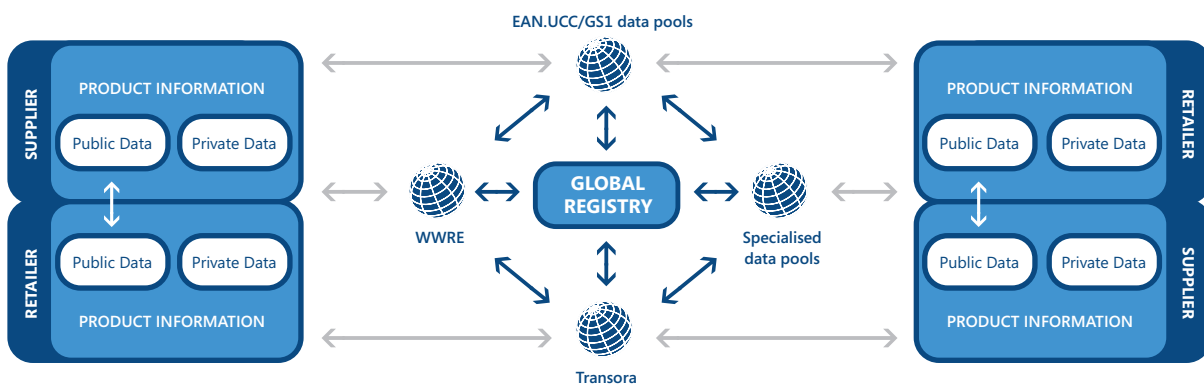 EAN.UCC/GS1 data pools
SUPPLIER
PRODUCT INFORMATION
Public Data
Private Data
RETAILER
Public Data
Private Data
PRODUCT INFORMATION
WWRE
GLOBAL
REGISTRY
Specialised
data pools
Transora
PRODUCT INFORMATION
RETAILER
Public Data
Private Data
Public Data
Private Data
SUPPLIER
PRODUCT INFORMATION